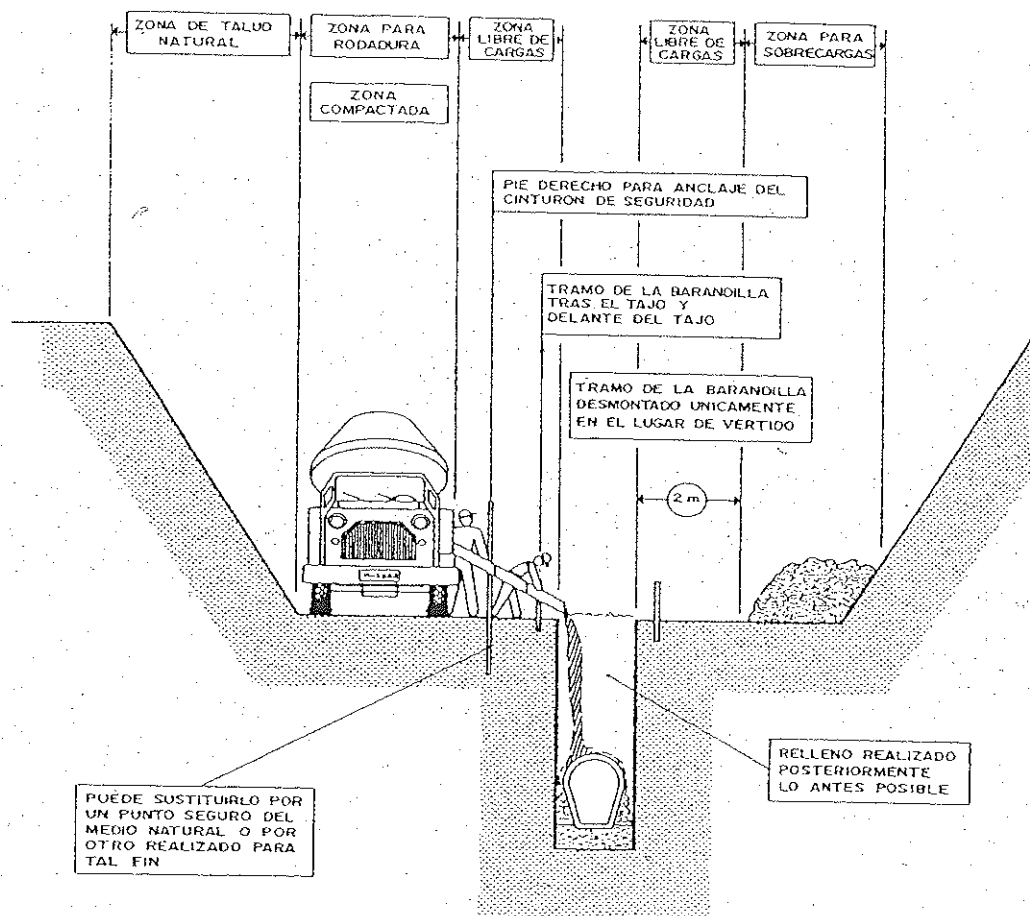 ZONA DE TALUD
NATURAL
ZONA PARA
RODADURA
ZONA
LIBRE DE
CARGAS
ZONA
LIBRE DE
CARGAS
ZONA PARA
SOBRECARGAS
ZONA
COMPACTADA
PIE DERECHO PARA ANCLAJE DEL
CINTURON DE SEGURIDAD
TRAMO DE LA BARANDILLA
TRAS EL TAJO Y
DELANTE DEL TAJO
TRAMO DE LA BARANDILLA
DESMONTADO UNICAMENTE
EN EL LUGAR DE VERTIDO
2 m
RELLENO REALIZADO
POSTERIORMENTE
LO ANTES POSIBLE
PUEDE SUSTITUIRLO POR
UN PUNTO SEGURO DEL
MEDIO NATURAL O POR
OTRO REALIZADO PARA
TAL FIN